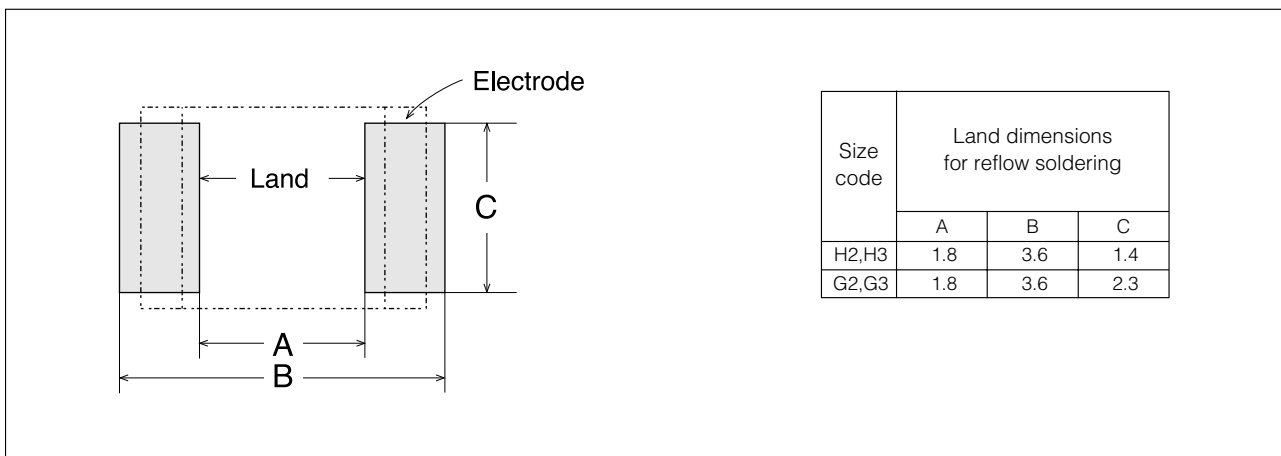 Electrode
Land
C
A
B
Size
code
Land dimensions
for reflow soldering
A B C
H2,H3 1.8 3.6 1.4
G2,G3 1.8 3.6 2.3